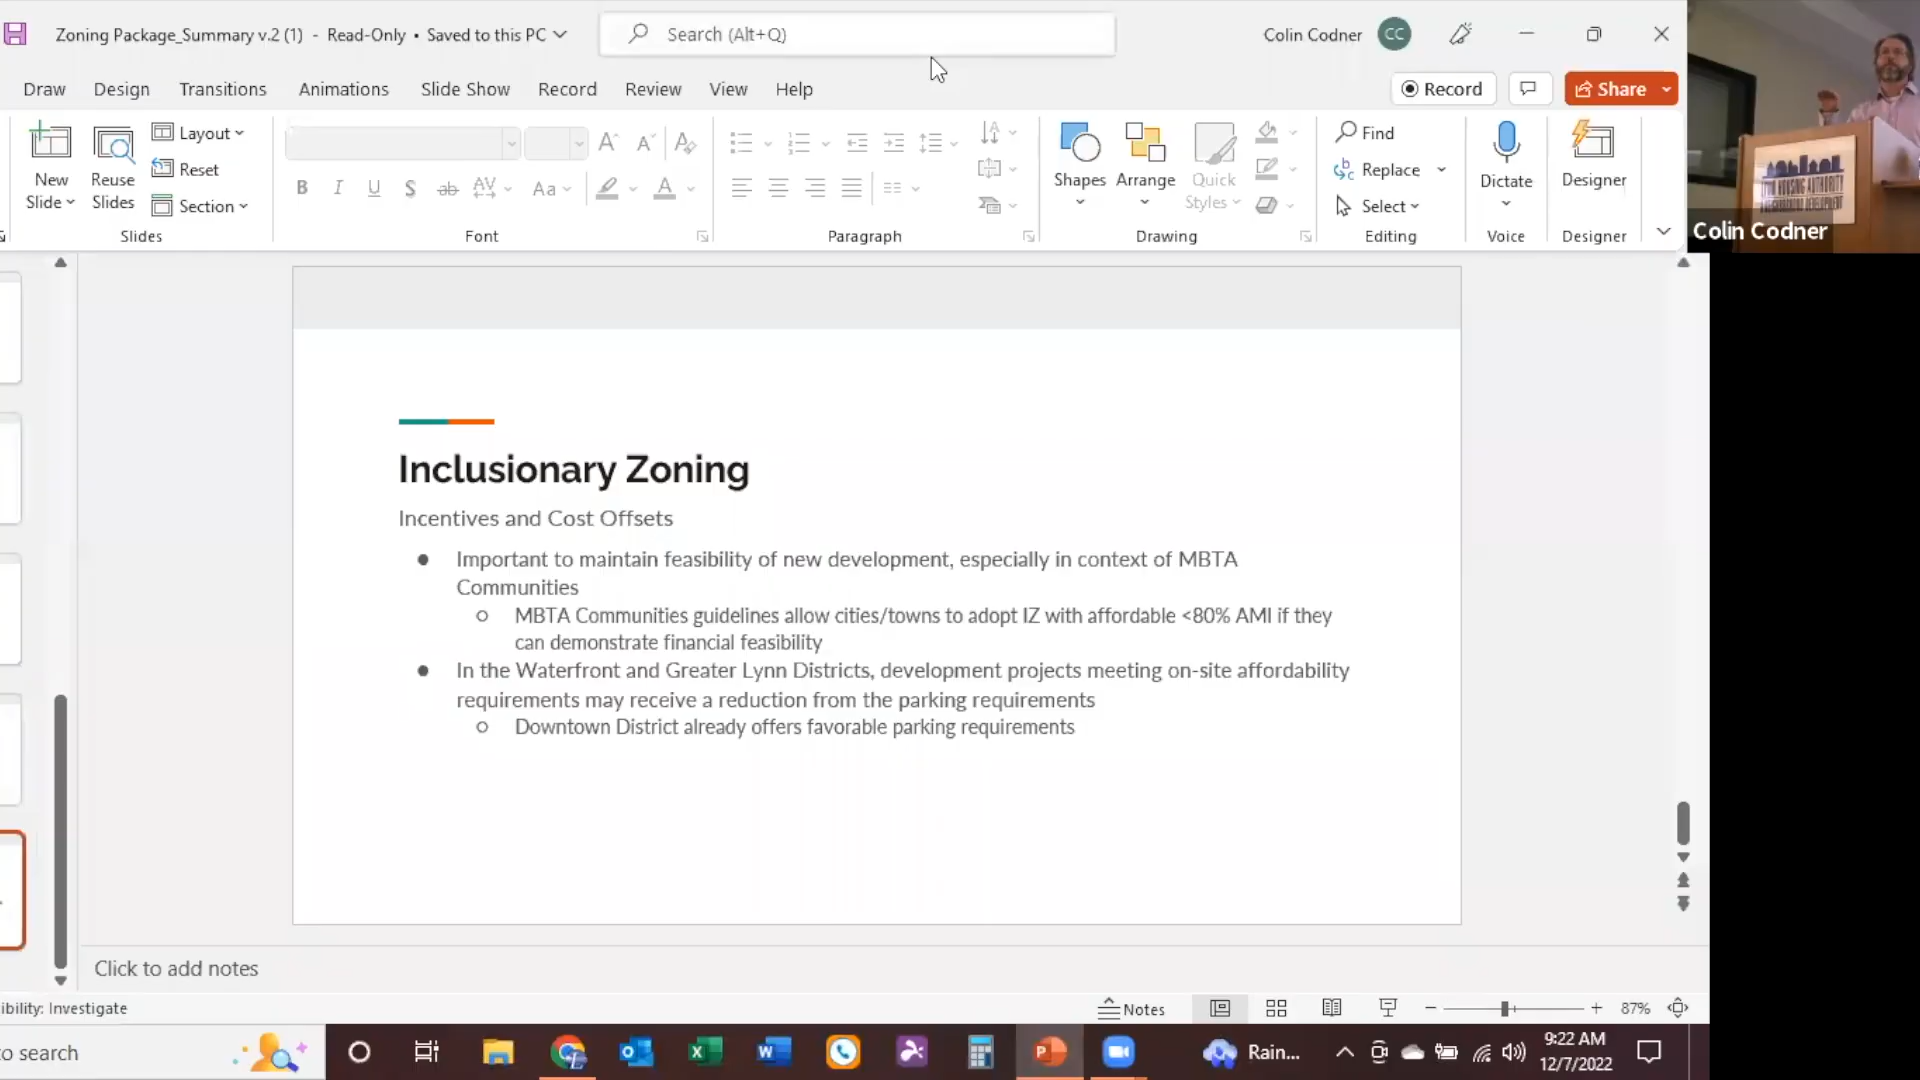 Zoning Package_Summary v.2 (1) - Read-Only • Saved to this PC
Search (Alt+Q)
Colin Codner
CC
Draw
Design
Transitions
Animations
Slide Show
Record
Review
View
Help
Record
Share
New
Slide
Reuse
Slides
Layout
Reset
Section
Slides
B I U S ab AV Aa A
Font
Paragraph
Shapes
Arrange
Quick
Styles
Drawing
Find
Replace
Select
Editing
Dictate
Voice
Designer
Designer
HOUSING AUTHORITY
Colin Codner
Inclusionary Zoning
Incentives and Cost Offsets
● Important to maintain feasibility of new development, especially in context of MBTA
Communities
○ MBTA Communities guidelines allow cities/towns to adopt IZ with affordable <80% AMI if they
can demonstrate financial feasibility
● In the Waterfront and Greater Lynn Districts, development projects meeting on-site affordability
requirements may receive a reduction from the parking requirements
○ Downtown District already offers favorable parking requirements
Click to add notes
ibility: Investigate
Notes
87%
o search
Rain...
9:22 AM
12/7/2022